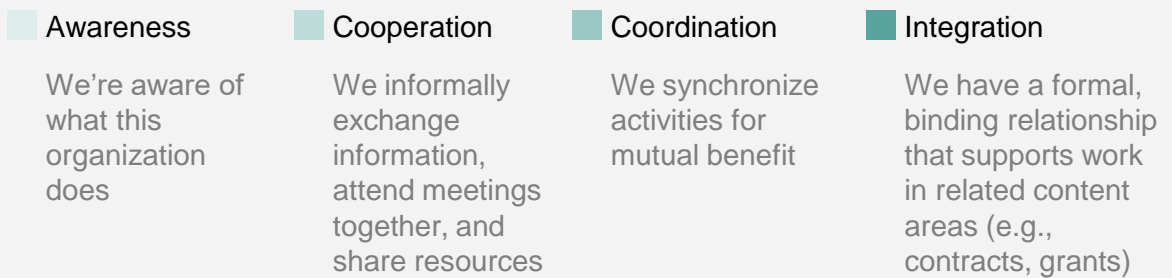 Awareness
We’re aware of
what this
organization
does
Cooperation
We informally
exchange
information,
attend meetings
together, and
share resources
Coordination
We synchronize
activities for
mutual benefit
Integration
We have a formal,
binding relationship
that supports work
in related content
areas (e.g.,
contracts, grants)